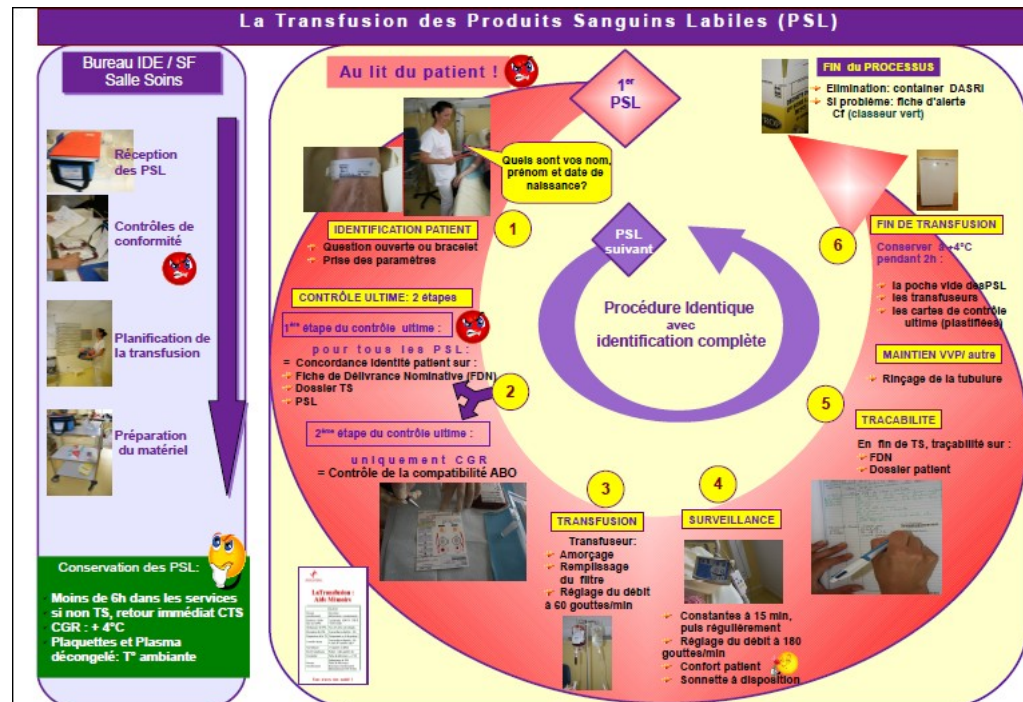 La Transfusion des Produits Sanguins Labiles (PSL)
Bureau IDE / SF
Salle Soins
Réception
des PSL
Contrôles de
conformité
Planification de
la transfusion
Préparation
du matériel
Conservation des PSL:
Moins de 6h dans les services
si non TS, retour immédiat CTS
CGR : + 4°C
Plaquettes et Plasma
décongelé: T° ambiante
Au lit du patient !
1er
PSL
Quels sont vos nom,
prénom et date de
naissance?
1
IDENTIFICATION PATIENT
Question ouverte ou bracelet
Prise des paramètres
CONTRÔLE ULTIME: 2 étapes
1ère étape du contrôle ultime :
pour tous les PSL:
= Concordance identité patient sur :
Fiche de Délivrance Nominative (FDN)
Dossier TS
PSL
2
2ème étape du contrôle ultime :
uniquement CGR
= Contrôle de la compatibilité ABO
La Transfusion :
Aide Mémoire
3
TRANSFUSION
Transfuseur:
Amorçage
Remplissage
du filtre
Réglage du débit
à 60 gouttes/min
4
SURVEILLANCE
Constantes à 15 min,
puis régulièrement
Réglage du débit à 180
gouttes/min
Confort patient
Sonnette à disposition
5
TRACABILITE
En fin de TS, traçabilité sur :
FDN
Dossier patient
MAINTIEN VVP/ autre
Rinçage de la tubulure
6
FIN DE TRANSFUSION
Conserver à +4°C
pendant 2h :
la poche vide desPSL
les transfuseurs
les cartes de contrôle
ultime (plastifiées)
FIN du PROCESSUS
Elimination: container DASRI
Si problème: fiche d'alerte
Cf (classeur vert)
PSL
suivant
Procédure Identique
avec
identification complète